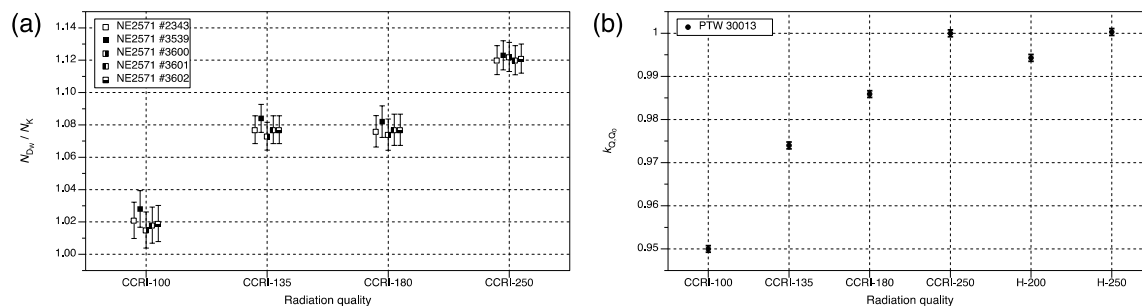 (a)
NE2571 #2343
NE2571 #3539
NE2571 #3600
NE2571 #3601
NE2571 #3602
1.14
1.12
1.10
1.08
1.06
1.04
1.02
1.00
N_Dw / N_K
CCRI-100 CCRI-135 CCRI-180 CCRI-250
Radiation quality
(b)
PTW 30013
1
0.99
0.98
0.97
0.96
0.95
k_Q,Q0
CCRI-100 CCRI-135 CCRI-180 CCRI-250 H-200 H-250
Radiation quality